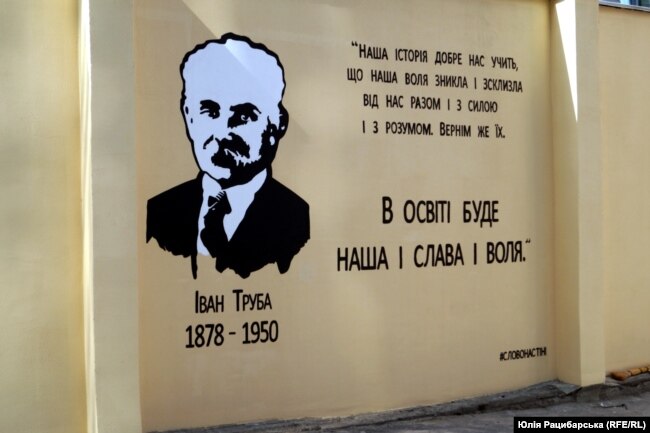 “НАША ІСТОРІЯ ДОБРЕ НАС УЧИТЬ,
ЩО НАША ВОЛЯ ЗНИКЛА І ЗСКЛИЗЛА
ВІД НАС РАЗОМ І З СИЛОЮ
І З РОЗУМОМ. ВЕРНІМ ЖЕ ЇХ.
В ОСВІТІ БУДЕ
НАША І СЛАВА І ВОЛЯ.“
ІВАН ТРУБА
1878 - 1950
#СЛОВОНАСТІНІ
Юлія Рацибарська (RFE/RL)